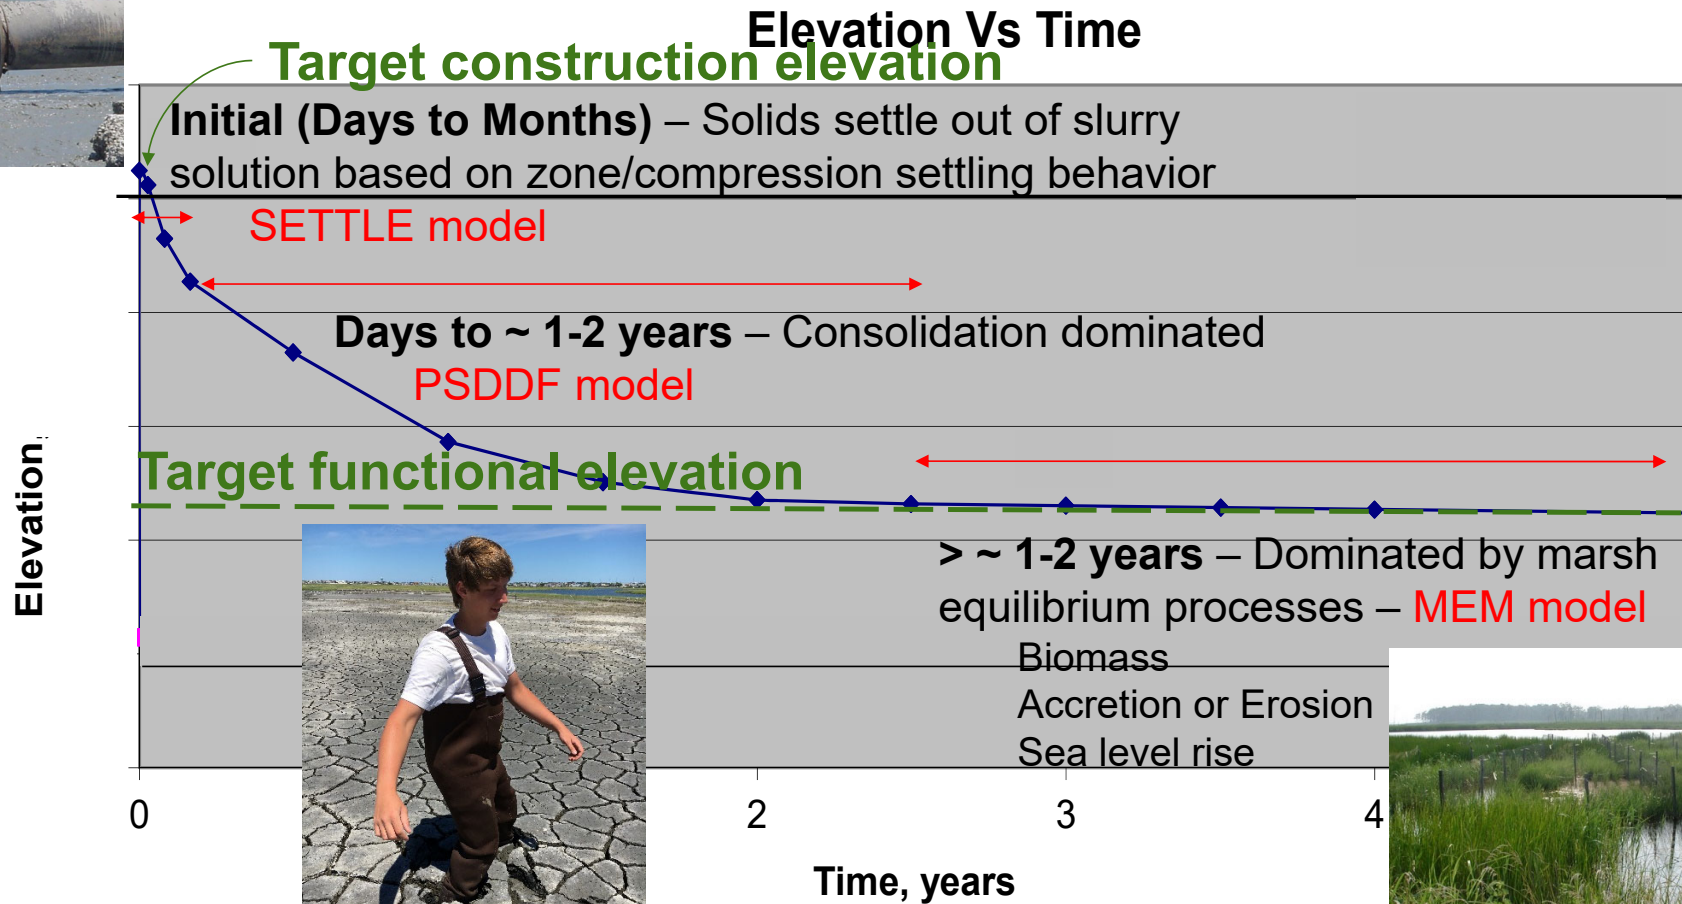 Elevation Vs Time
Target construction elevation
Initial (Days to Months) – Solids settle out of slurry
solution based on zone/compression settling behavior
SETTLE model
Days to ~ 1-2 years – Consolidation dominated
PSDDF model
Target functional elevation
> ~ 1-2 years – Dominated by marsh
equilibrium processes – MEM model
Biomass
Accretion or Erosion
Sea level rise
Elevation,
0 2 3 4
Time, years